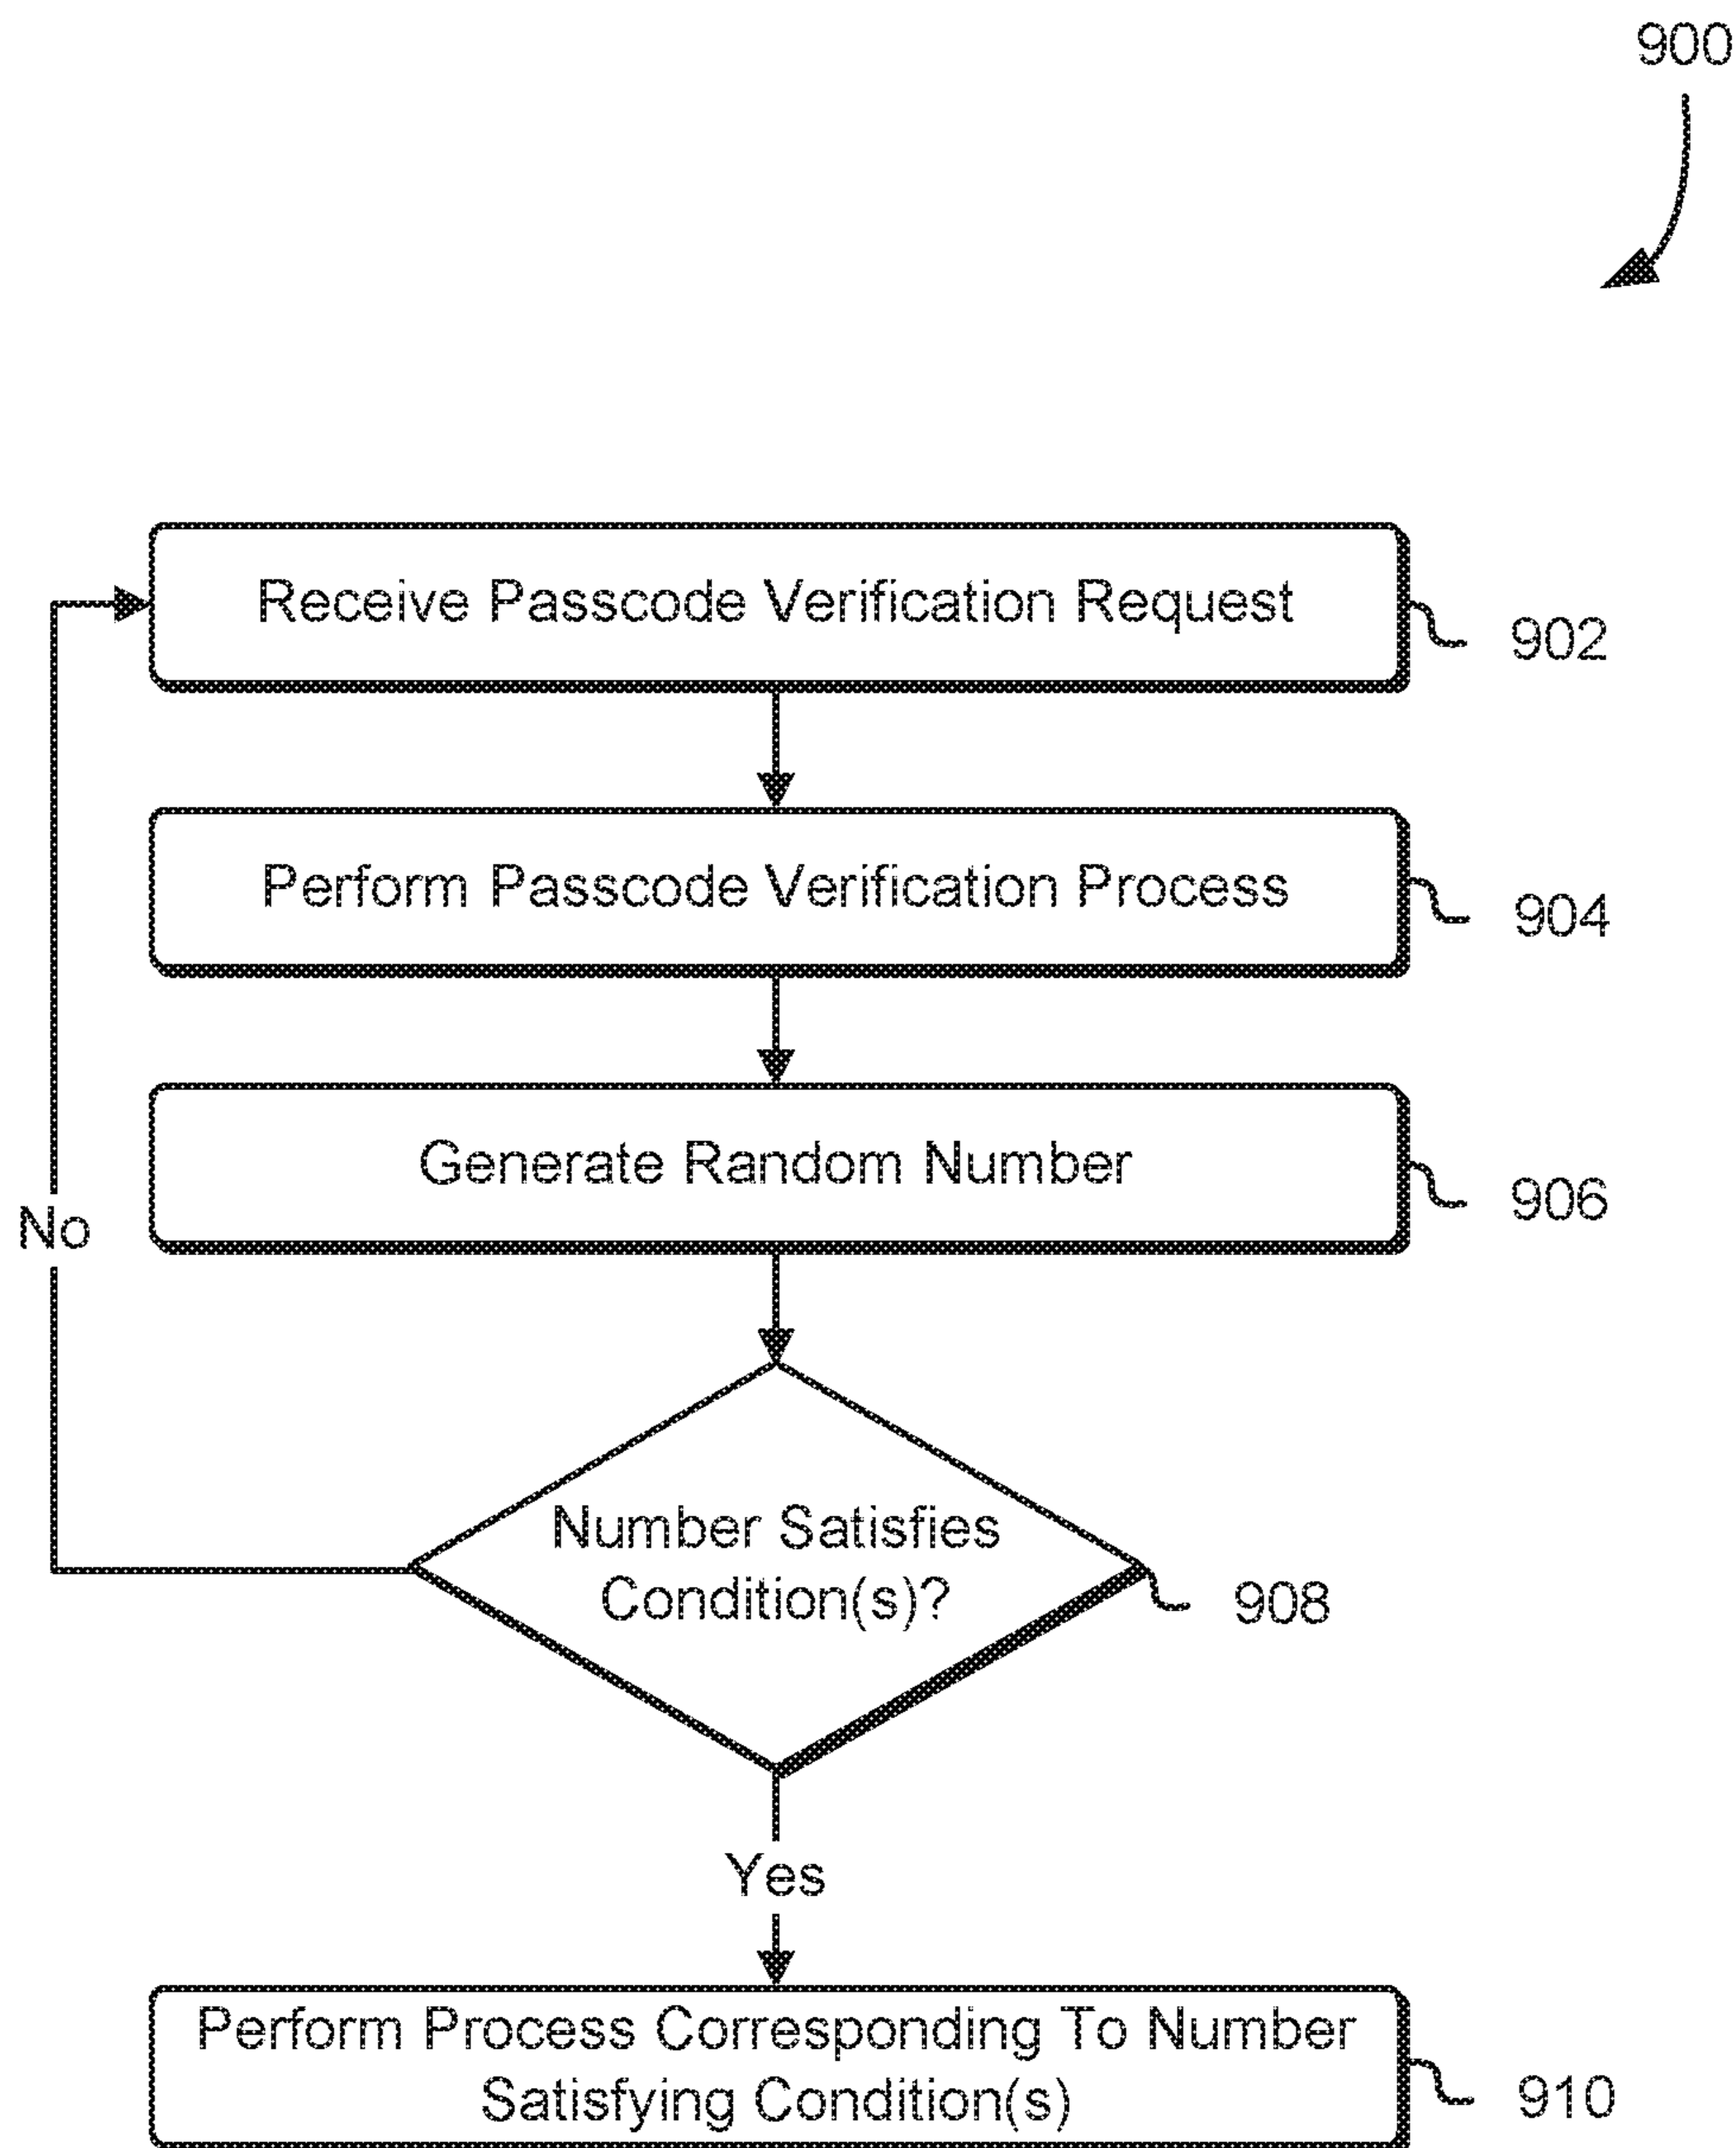 900
Receive Passcode Verification Request
902
Perform Passcode Verification Process
904
Generate Random Number
906
No
Number Satisfies
Condition(s)?
908
Yes
Perform Process Corresponding To Number
Satisfying Condition(s)
910